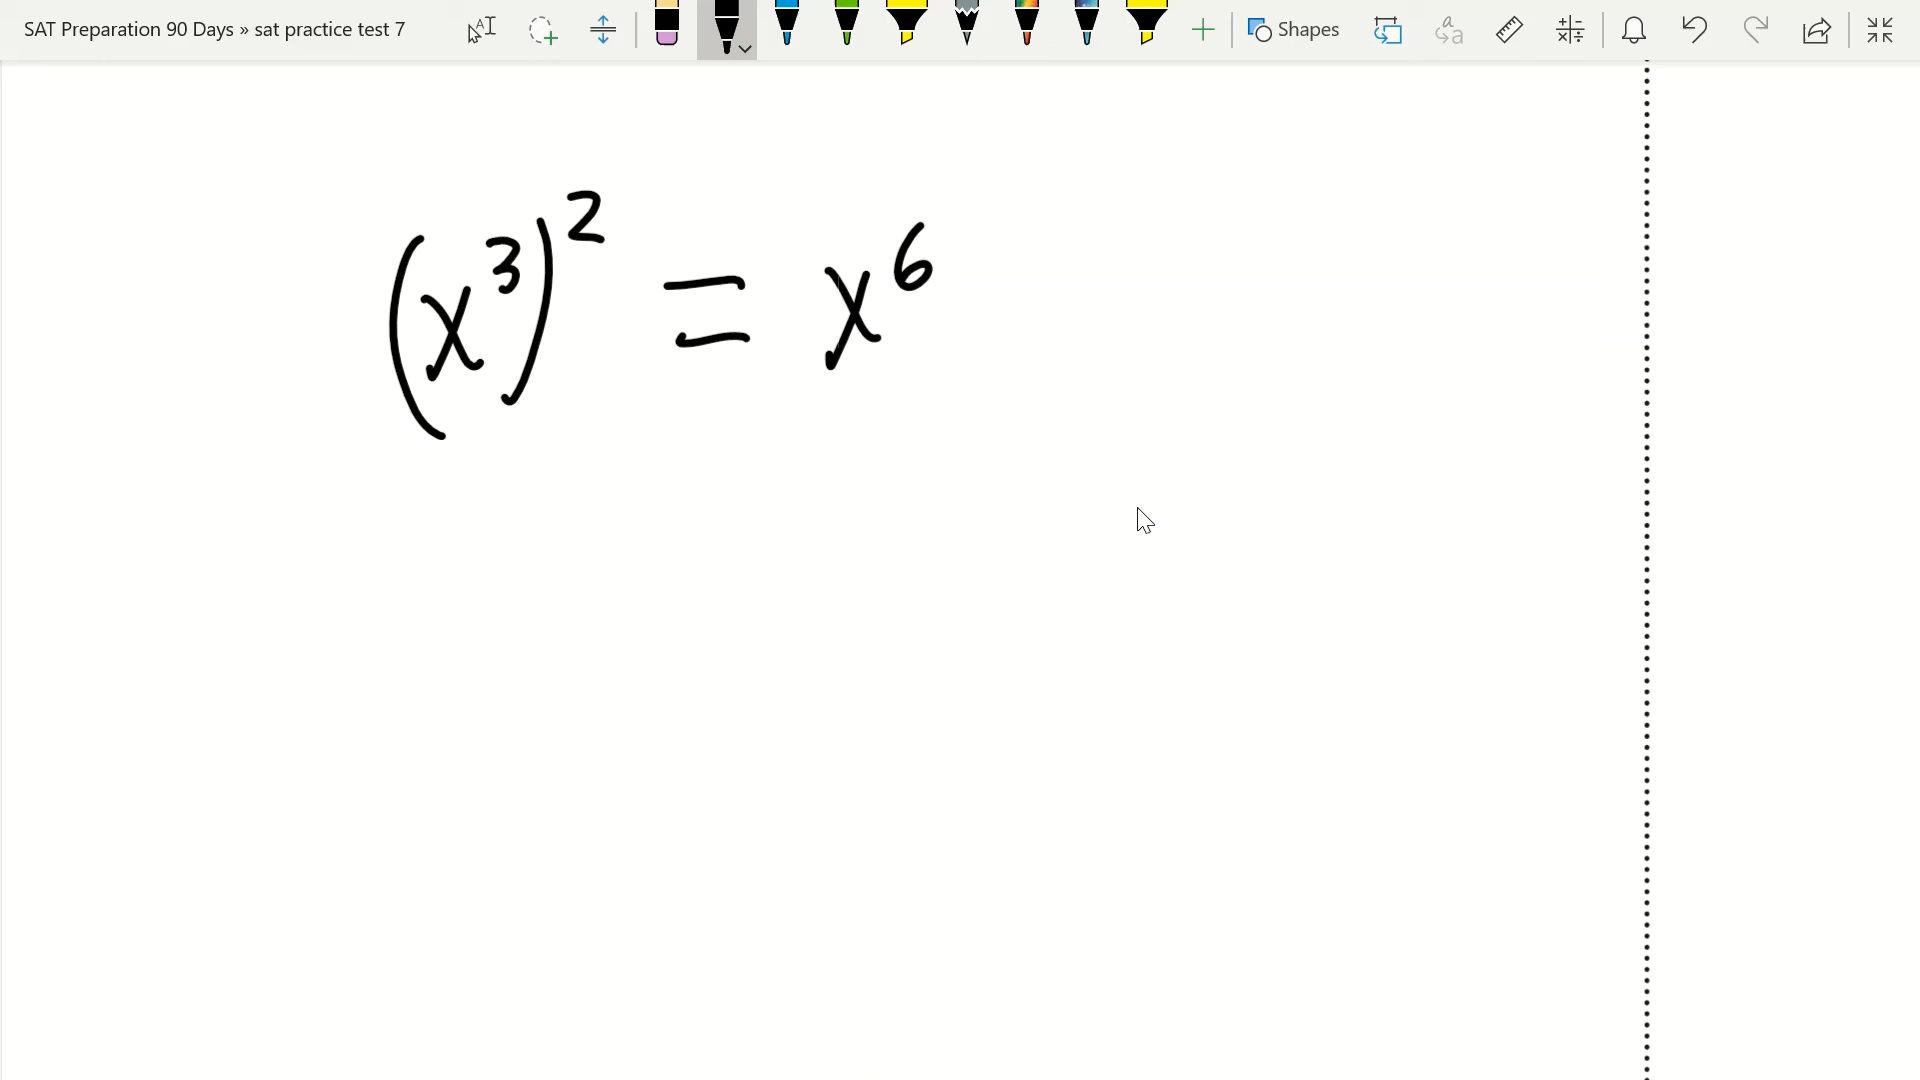 SAT Preparation 90 Days » sat practice test 7
Shapes
(x³)² = x⁶